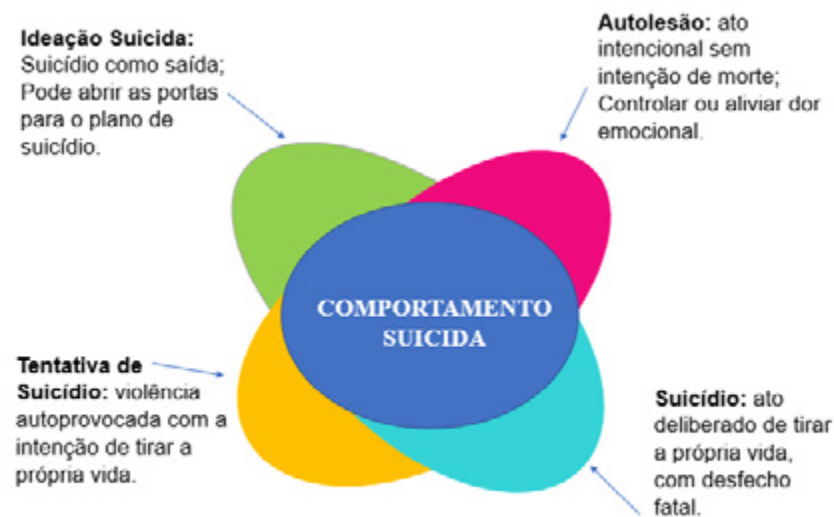 Ideação Suicida:
Suicídio como saída;
Pode abrir as portas
para o plano de
suicídio.
Autolesão: ato
intencional sem
intenção de morte;
Controlar ou aliviar dor
emocional.
COMPORTAMENTO
SUICIDA
Tentativa de
Suicídio: violência
autoprovocada com a
intenção de tirar a
própria vida.
Suicídio: ato
deliberado de tirar
a própria vida,
com desfecho
fatal.